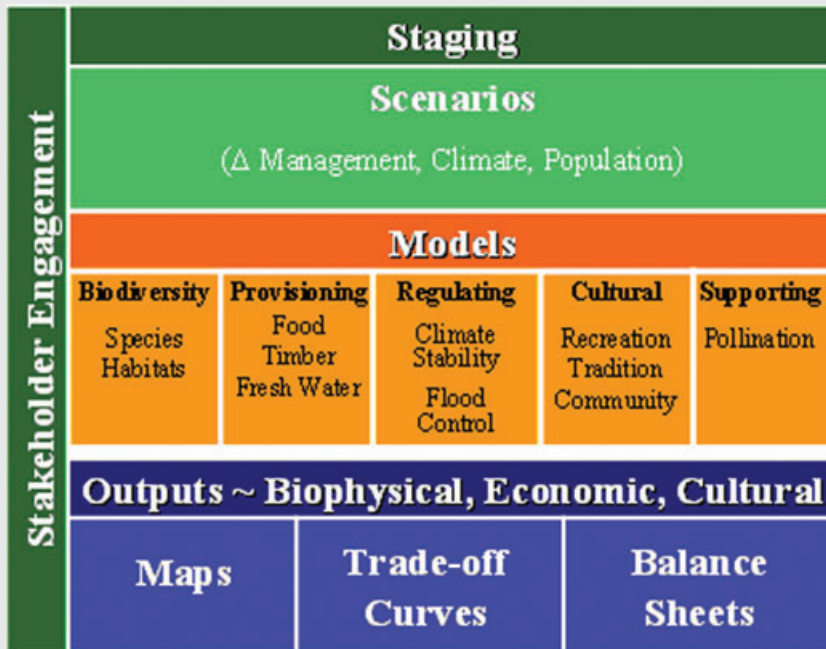 Stakeholder Engagement
Staging
Scenarios
(Δ Management, Climate, Population)
Models
Biodiversity
Species
Habitats
Provisioning
Food
Timber
Fresh Water
Regulating
Climate
Stability
Flood
Control
Cultural
Recreation
Tradition
Community
Supporting
Pollination
Outputs ~ Biophysical, Economic, Cultural
Maps
Trade-off
Curves
Balance
Sheets